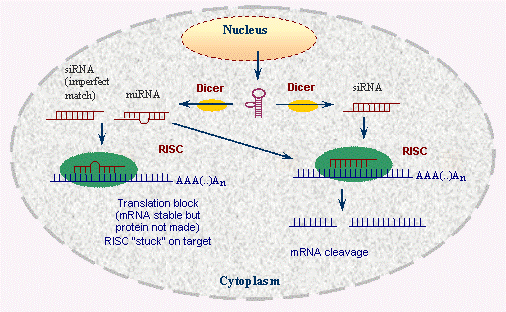 Nucleus
siRNA
(imperfect
match)
miRNA
Dicer
Dicer
siRNA
RISC
AAA(..)An
RISC
AAA(..)An
Translation block
(mRNA stable but
protein not made)
RISC "stuck" on target
mRNA cleavage
Cytoplasm